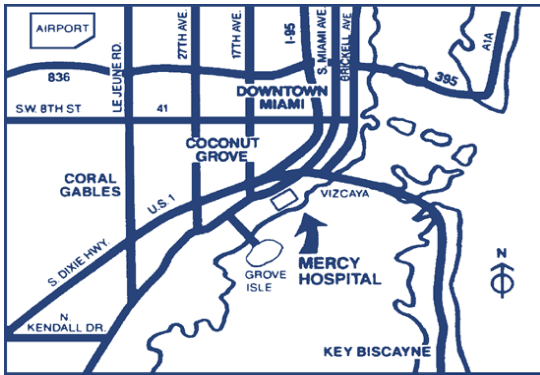 AIRPORT
LE JEUNE RD.
27TH AVE.
17TH AVE.
I-95
S. MIAMI AVE.
BRICKELL AVE
A1A
836
395
S.W. 8TH ST
41
DOWNTOWN
MIAMI
COCONUT
GROVE
CORAL
GABLES
U.S. 1
VIZCAYA
S. DIXIE HWY.
MERCY
HOSPITAL
GROVE
ISLE
N
N.
KENDALL DR.
KEY BISCAYNE